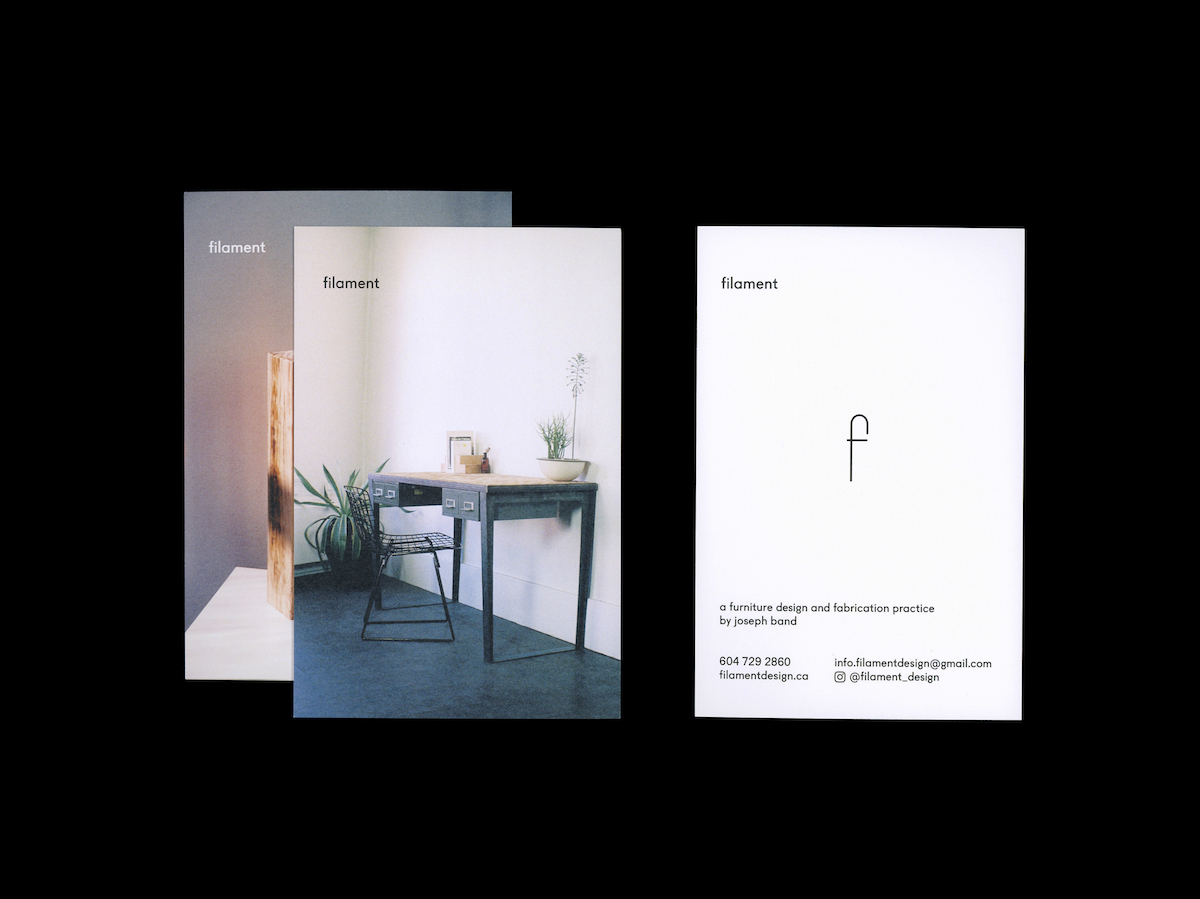 filament
filament
filament
f
a furniture design and fabrication practice
by joseph band
604 729 2860
filamentdesign.ca
info.filamentdesign@gmail.com
@filament_design